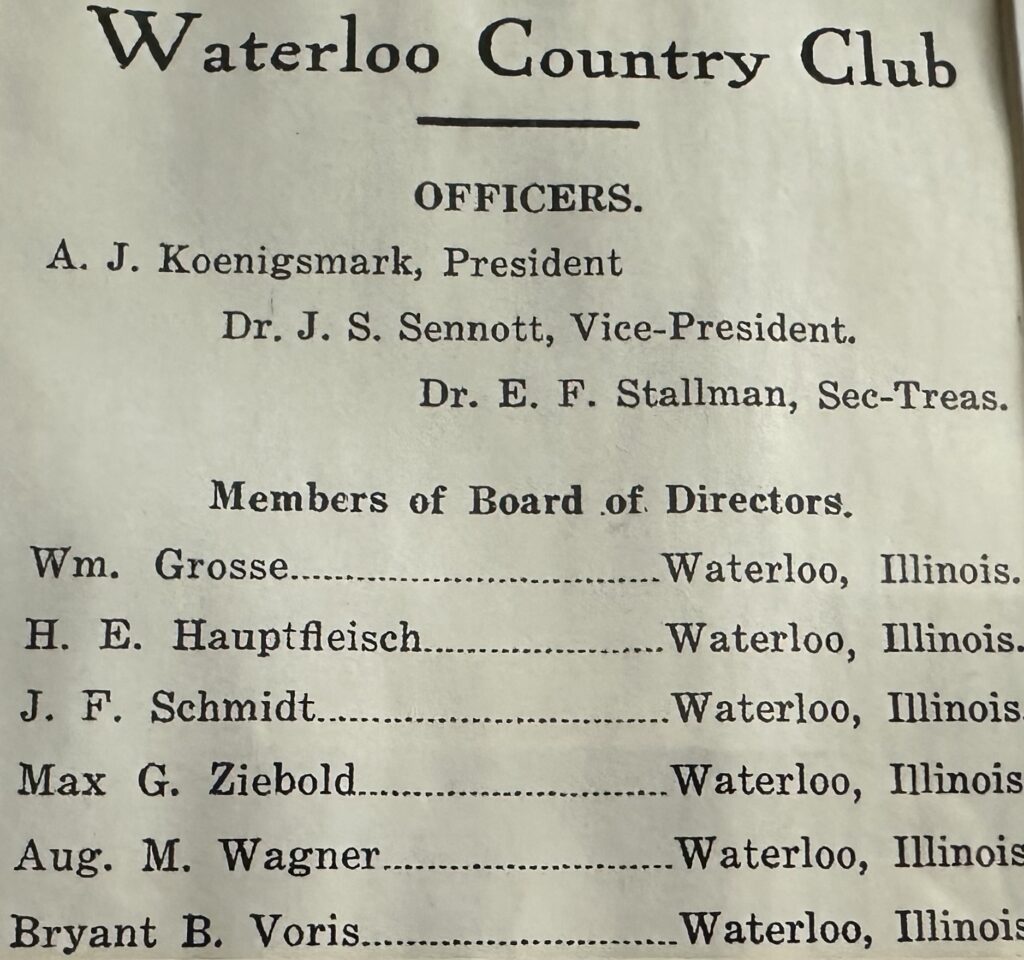 Waterloo Country Club
OFFICERS.
A. J. Koenigsmark, President
Dr. J. S. Sennott, Vice-President.
Dr. E. F. Stallman, Sec-Treas.
Members of Board of Directors.
Wm. Grosse....................................Waterloo, Illinois.
H. E. Hauptfleisch.......................Waterloo, Illinois.
J. F. Schmidt..................................Waterloo, Illinois.
Max G. Ziebold..............................Waterloo, Illinois
Aug. M. Wagner............................Waterloo, Illinois
Bryant B. Voris...............................Waterloo, Illinois